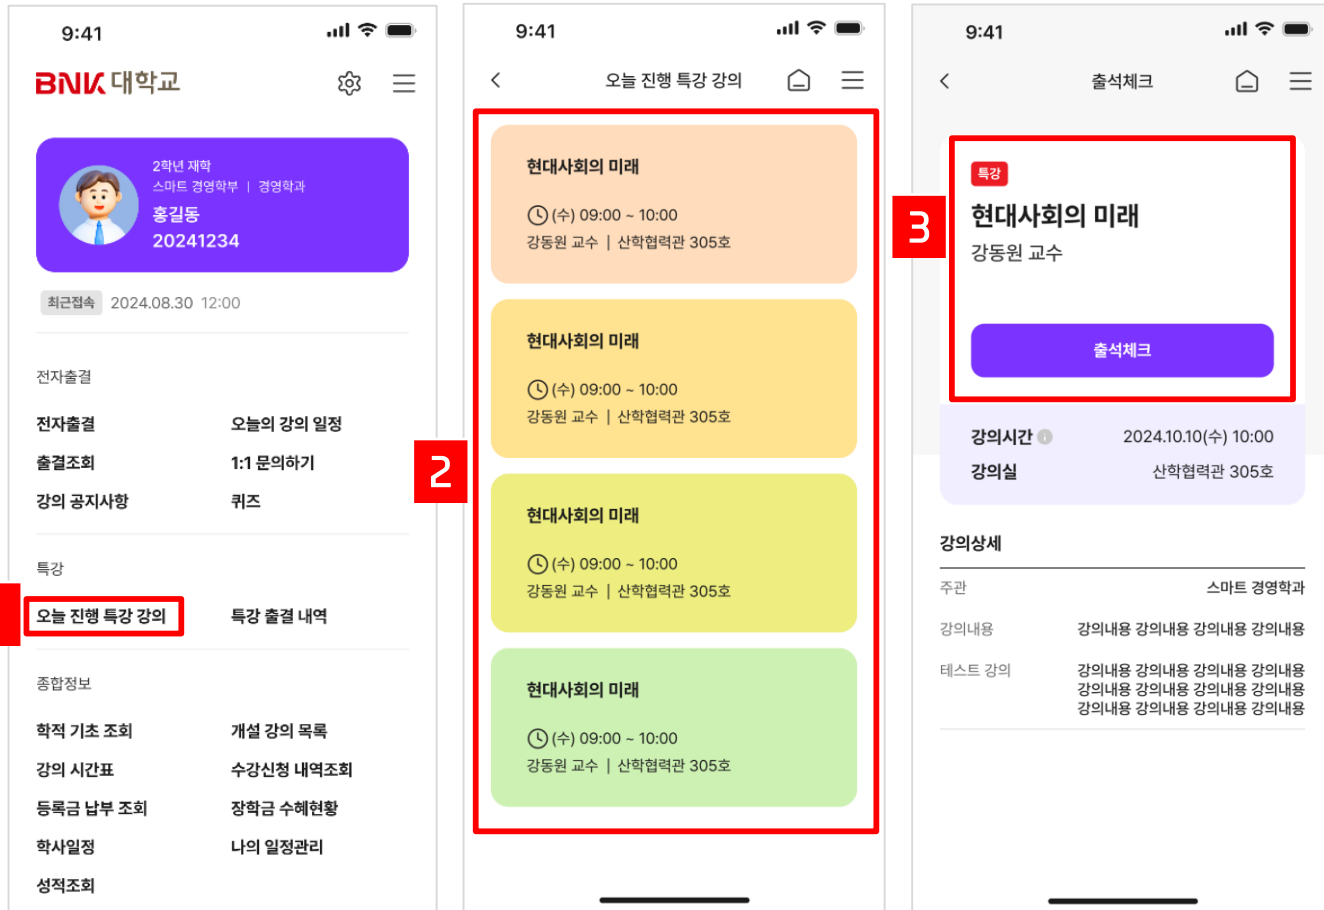 9:41
BNK 대학교
2학년 재학
스마트 경영학부 | 경영학과
홍길동
20241234
최근접속 2024.08.30 12:00
전자출결
전자출결 오늘의 강의 일정
출결조회 1:1 문의하기
강의 공지사항 퀴즈
특강
오늘 진행 특강 강의 특강 출결 내역
종합정보
학적 기초 조회 개설 강의 목록
강의 시간표 수강신청 내역조회
등록금 납부 조회 장학금 수혜현황
학사일정 나의 일정관리
성적조회
2
9:41
오늘 진행 특강 강의
현대사회의 미래
(수) 09:00 ~ 10:00
강동원 교수 | 산학협력관 305호
현대사회의 미래
(수) 09:00 ~ 10:00
강동원 교수 | 산학협력관 305호
현대사회의 미래
(수) 09:00 ~ 10:00
강동원 교수 | 산학협력관 305호
현대사회의 미래
(수) 09:00 ~ 10:00
강동원 교수 | 산학협력관 305호
3
9:41
출석체크
특강
현대사회의 미래
강동원 교수
출석체크
강의시간 2024.10.10(수) 10:00
강의실 산학협력관 305호
강의상세
주관 스마트 경영학과
강의내용 강의내용 강의내용 강의내용 강의내용
테스트 강의 강의내용 강의내용 강의내용 강의내용
강의내용 강의내용 강의내용 강의내용
강의내용 강의내용 강의내용 강의내용